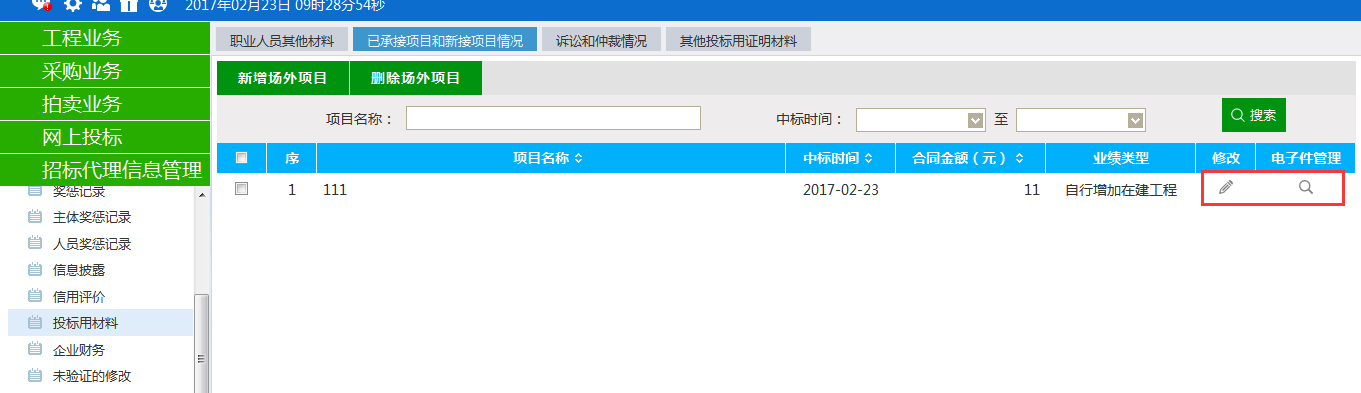 2017年02月23日 09时28分54秒
工程业务
采购业务
拍卖业务
网上投标
招标代理信息管理
奖惩记录
主体奖惩记录
人员奖惩记录
信息披露
信用评价
投标用材料
企业财务
未验证的修改
职业人员其他材料 已承接项目和新接项目情况 诉讼和仲裁情况 其他投标用证明材料
新增场外项目 删除场外项目
项目名称： 中标时间： 至 搜索
序 项目名称 中标时间 合同金额（元） 业绩类型 修改 电子件管理
1 111 2017-02-23 11 自行增加在建工程